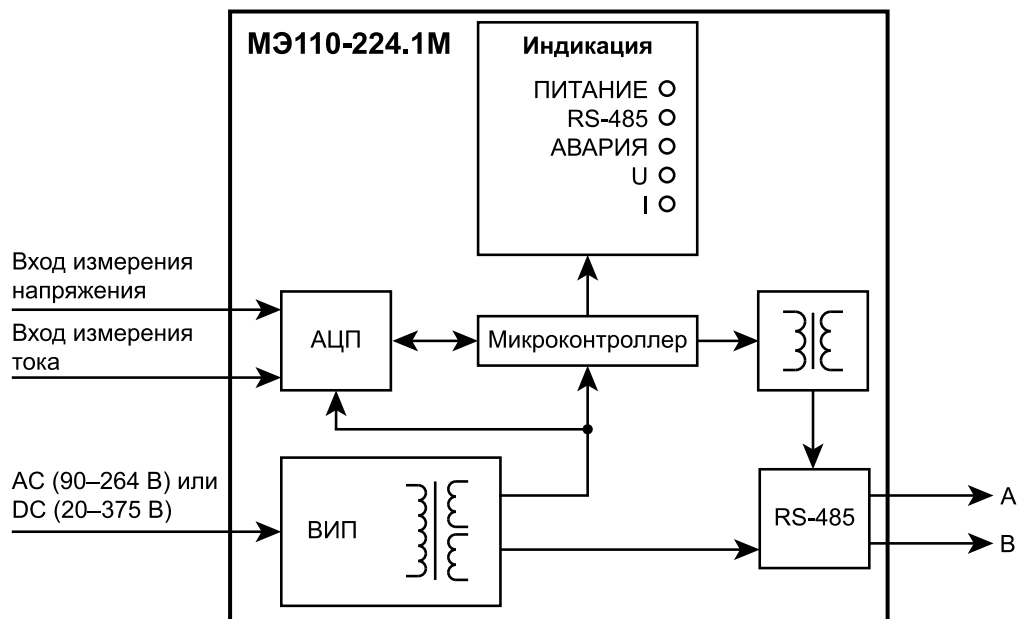 МЭ110-224.1М
Индикация
ПИТАНИЕ
RS-485
АВАРИЯ
U
I
Вход измерения
напряжения
Вход измерения
тока
АЦП
Микроконтроллер
AC (90–264 В) или
DC (20–375 В)
ВИП
RS-485
A
B